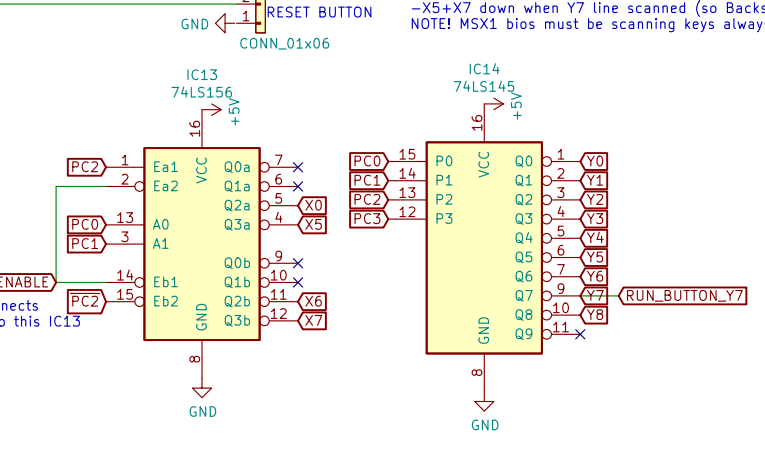 RESET BUTTON
2
GND
1
CONN_01x06
-X5+X7 down when Y7 line scanned (so Backs
NOTE! MSX1 bios must be scanning keys alway
IC13
74LS156
+5V
16
VCC
PC2
1
Ea1
2
Ea2
PC0
13
A0
PC1
3
A1
ENABLE
14
Eb1
PC2
15
Eb2
nnects
o this IC13
Q0a
7
Q1a
6
Q2a
5
X0
Q3a
4
X5
Q0b
9
Q1b
10
Q2b
11
X6
Q3b
12
X7
GND
8
GND
IC14
74LS145
+5V
16
VCC
PC0
15
P0
PC1
14
P1
PC2
13
P2
PC3
12
P3
Q0
1
Y0
Q1
2
Y1
Q2
3
Y2
Q3
4
Y3
Q4
5
Y4
Q5
6
Y5
Q6
7
Y6
Q7
9
Y7
RUN_BUTTON_Y7
Q8
10
Y8
Q9
11
GND
8
GND